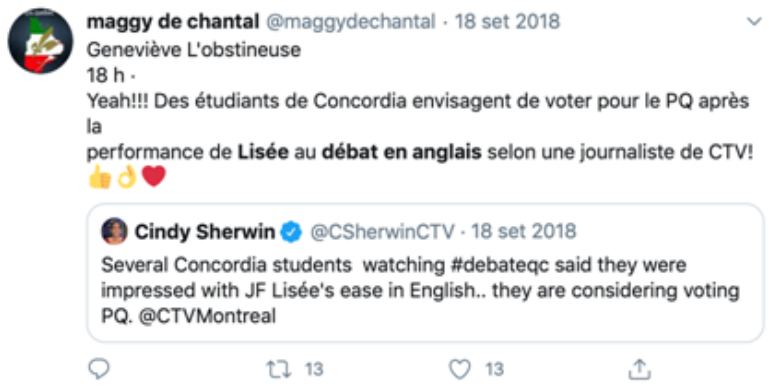 maggy de chantal @maggydechantal · 18 set 2018
Geneviève L'obstineuse
18 h ·
Yeah!!! Des étudiants de Concordia envisagent de voter pour le PQ après
la
performance de Lisée au débat en anglais selon une journaliste de CTV!
👍👌❤️
Cindy Sherwin @CSherwinCTV · 18 set 2018
Several Concordia students  watching #debateqc said they were
impressed with JF Lisée's ease in English.. they are considering voting
PQ. @CTVMontreal
13 13